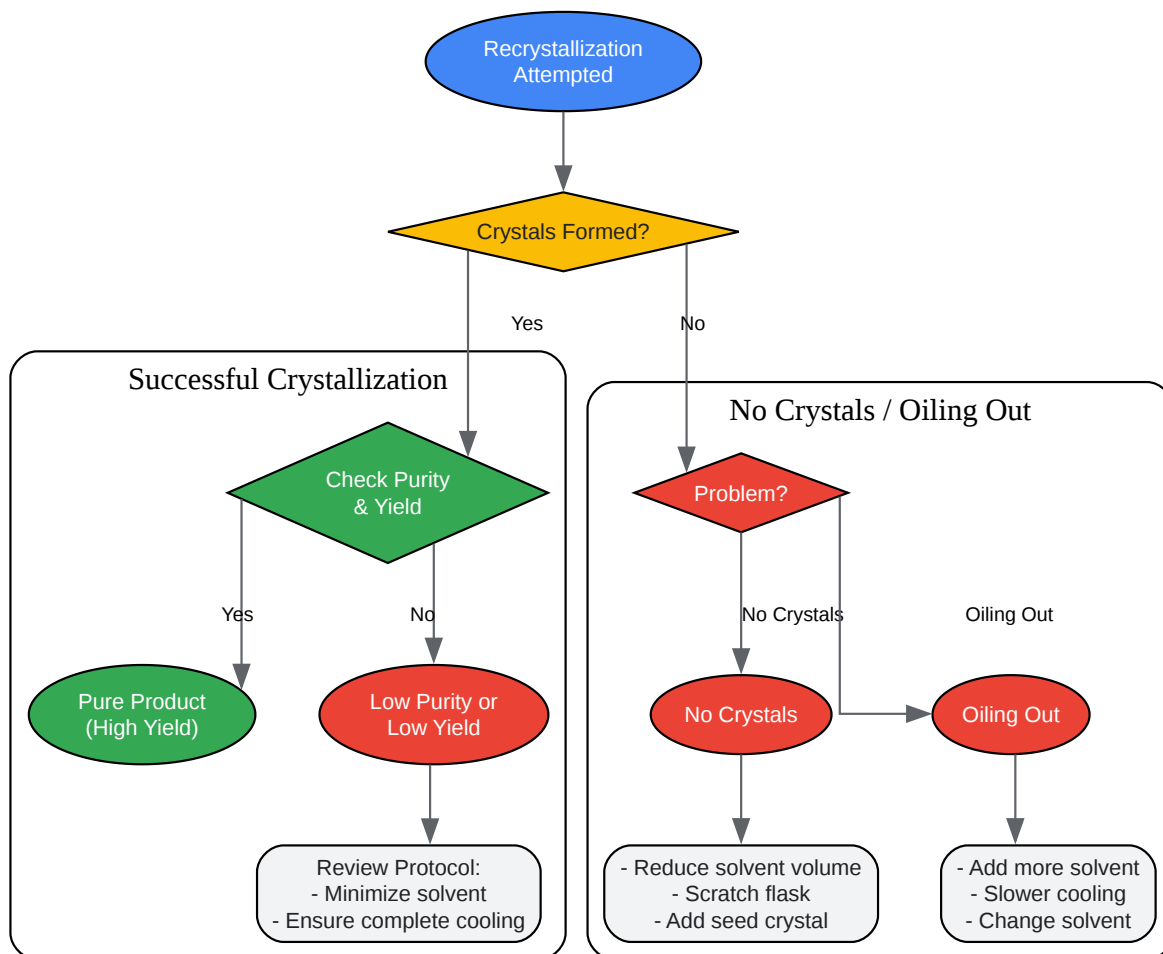 Recrystallization
Attempted
Crystals Formed?
Yes
No
Successful Crystallization
No Crystals / Oiling Out
Check Purity
& Yield
Problem?
Yes
No
No Crystals
Oiling Out
Pure Product
(High Yield)
Low Purity or
Low Yield
No Crystals
Oiling Out
Review Protocol:
- Minimize solvent
- Ensure complete cooling
- Reduce solvent volume
- Scratch flask
- Add seed crystal
- Add more solvent
- Slower cooling
- Change solvent